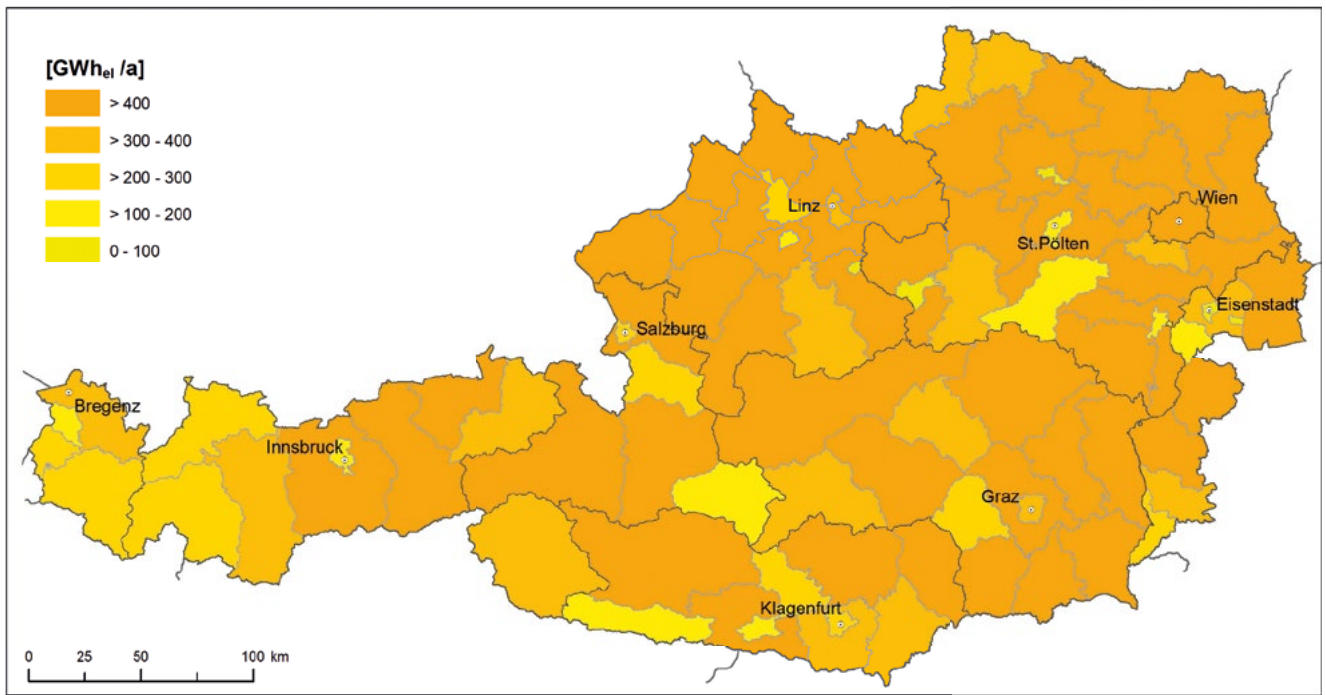 [GWhel /a]
> 400
> 300 - 400
> 200 - 300
> 100 - 200
0 - 100
Linz
Wien
St.Pölten
Eisenstadt
Salzburg
Bregenz
Innsbruck
Graz
Klagenfurt
0 25 50 100 km